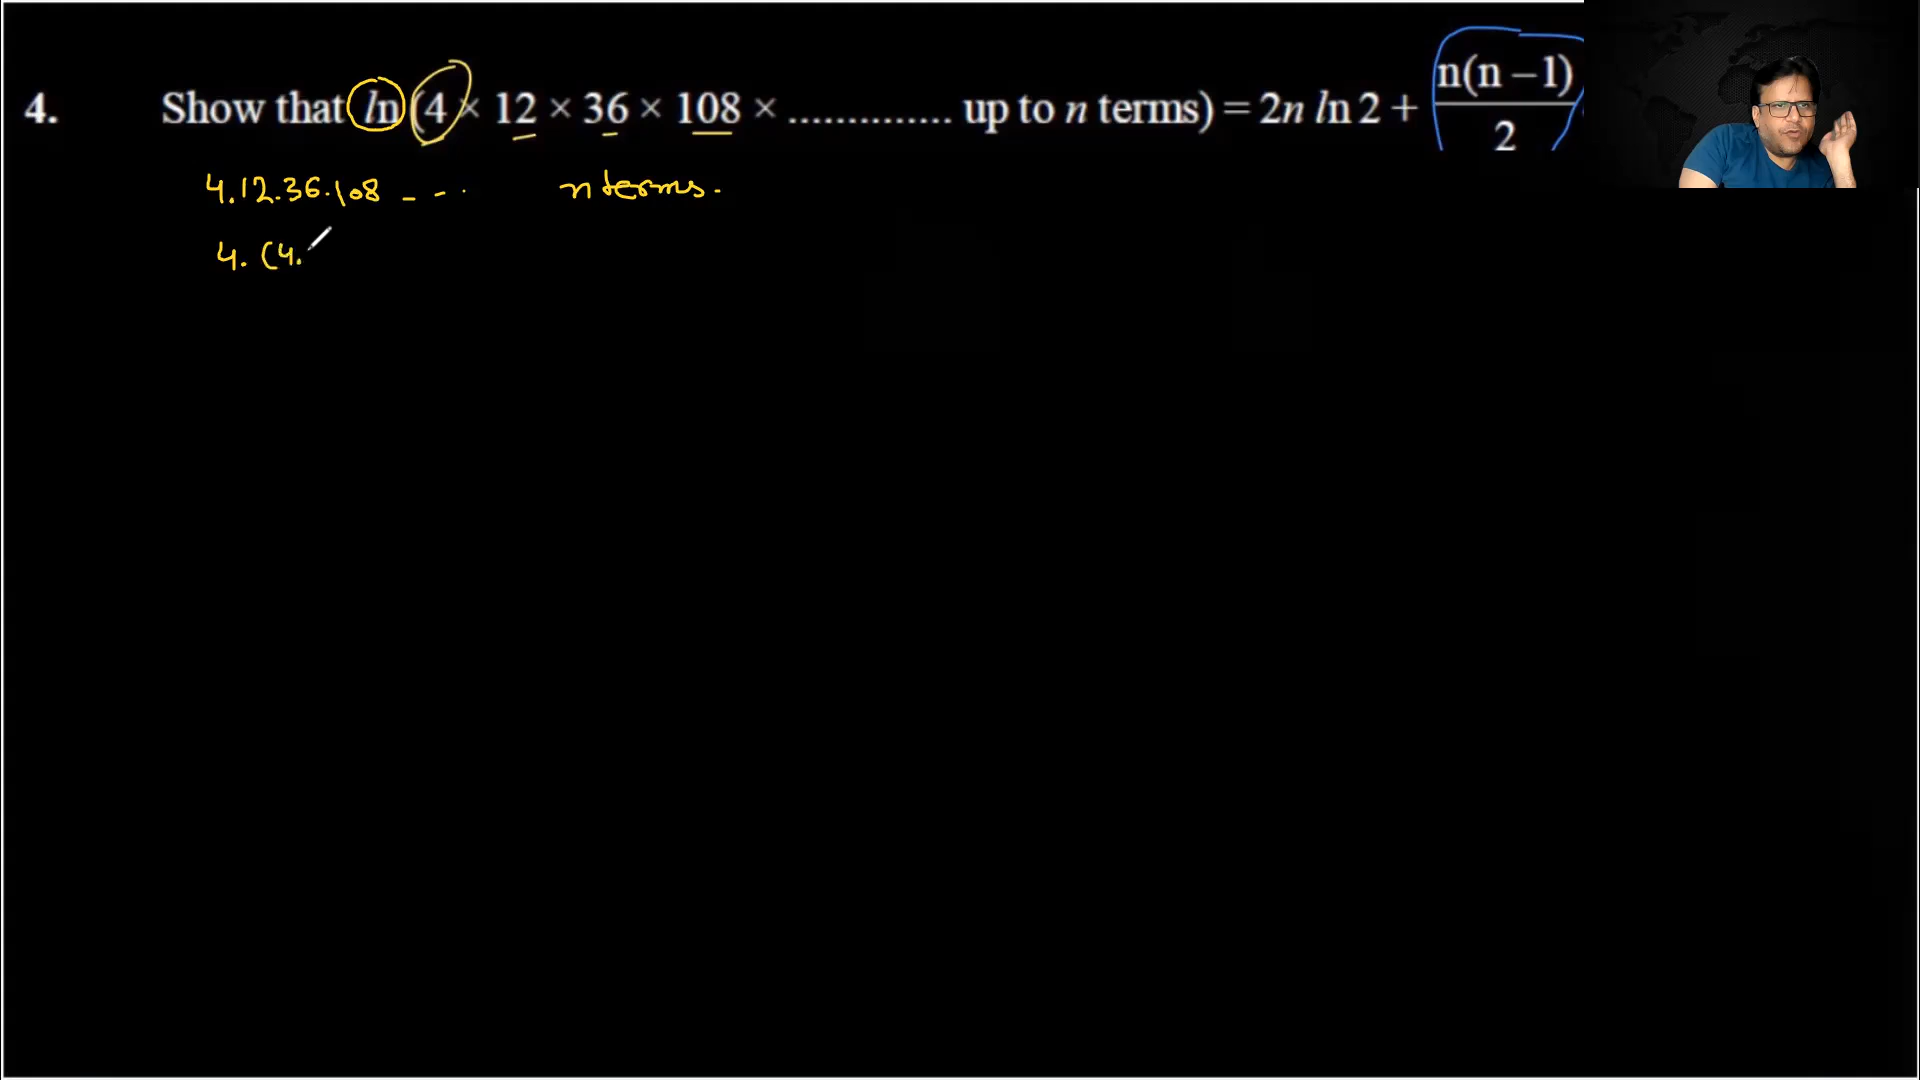 4. Show that ln (4 × 12 × 36 × 108 × .............. up to n terms) = 2n ln 2 + n(n – 1)/2
4.12.36.108 - - . n terms.
4. (4.